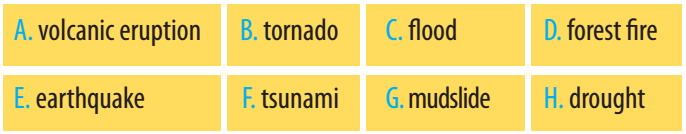 A. volcanic eruption B. tornado C. flood D. forest fire
E. earthquake F. tsunami G. mudslide H. drought